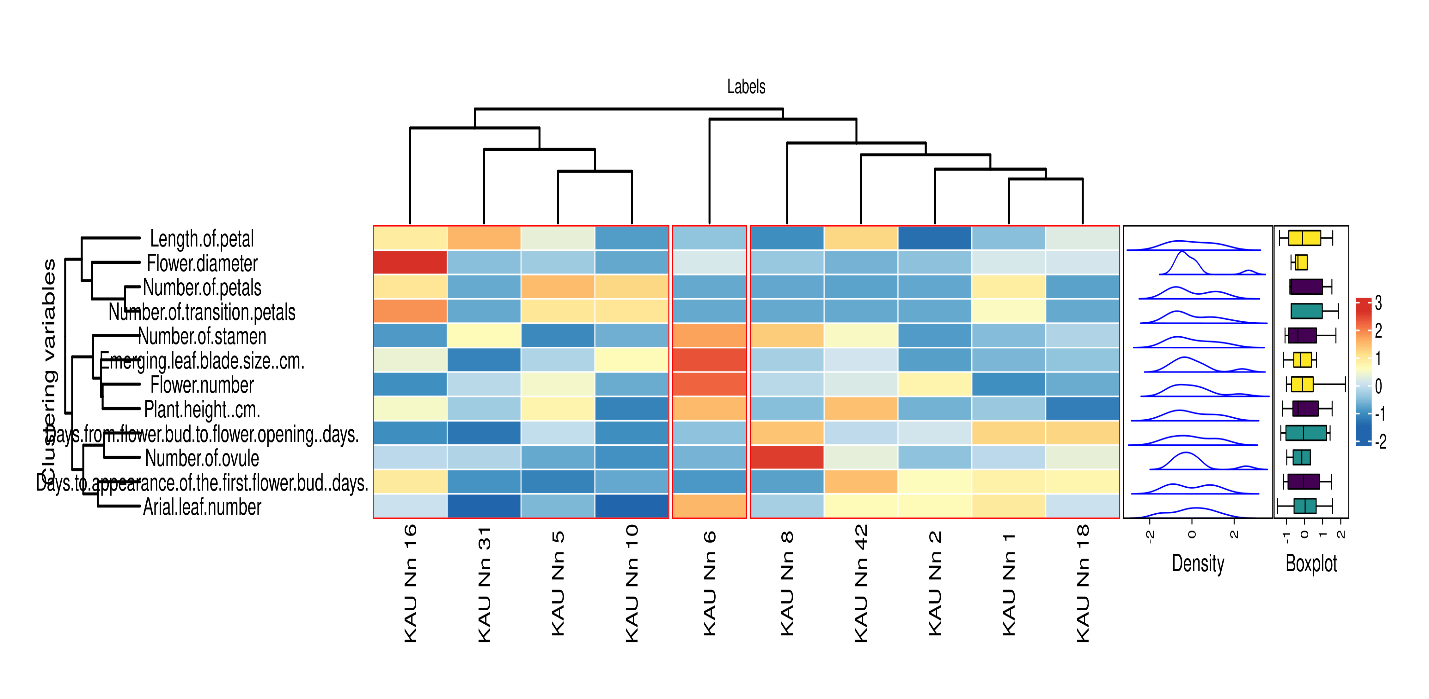 Labels
Clustering variables
Length.of.petal
Flower.diameter
Number.of.petals
Number.of.transition.petals
Number.of.stamen
Emerging.leaf.blade.size..cm.
Flower.number
Plant.height..cm.
Days.from.flower.bud.to.flower.opening..days.
Number.of.ovule
Days.to.appearance.of.the.first.flower.bud..days.
Arial.leaf.number
KAU Nn 16
KAU Nn 31
KAU Nn 5
KAU Nn 10
KAU Nn 6
KAU Nn 8
KAU Nn 42
KAU Nn 2
KAU Nn 1
KAU Nn 18
-2 0 2
Density
-1 0 1 2
Boxplot
3
2
1
0
-1
-2